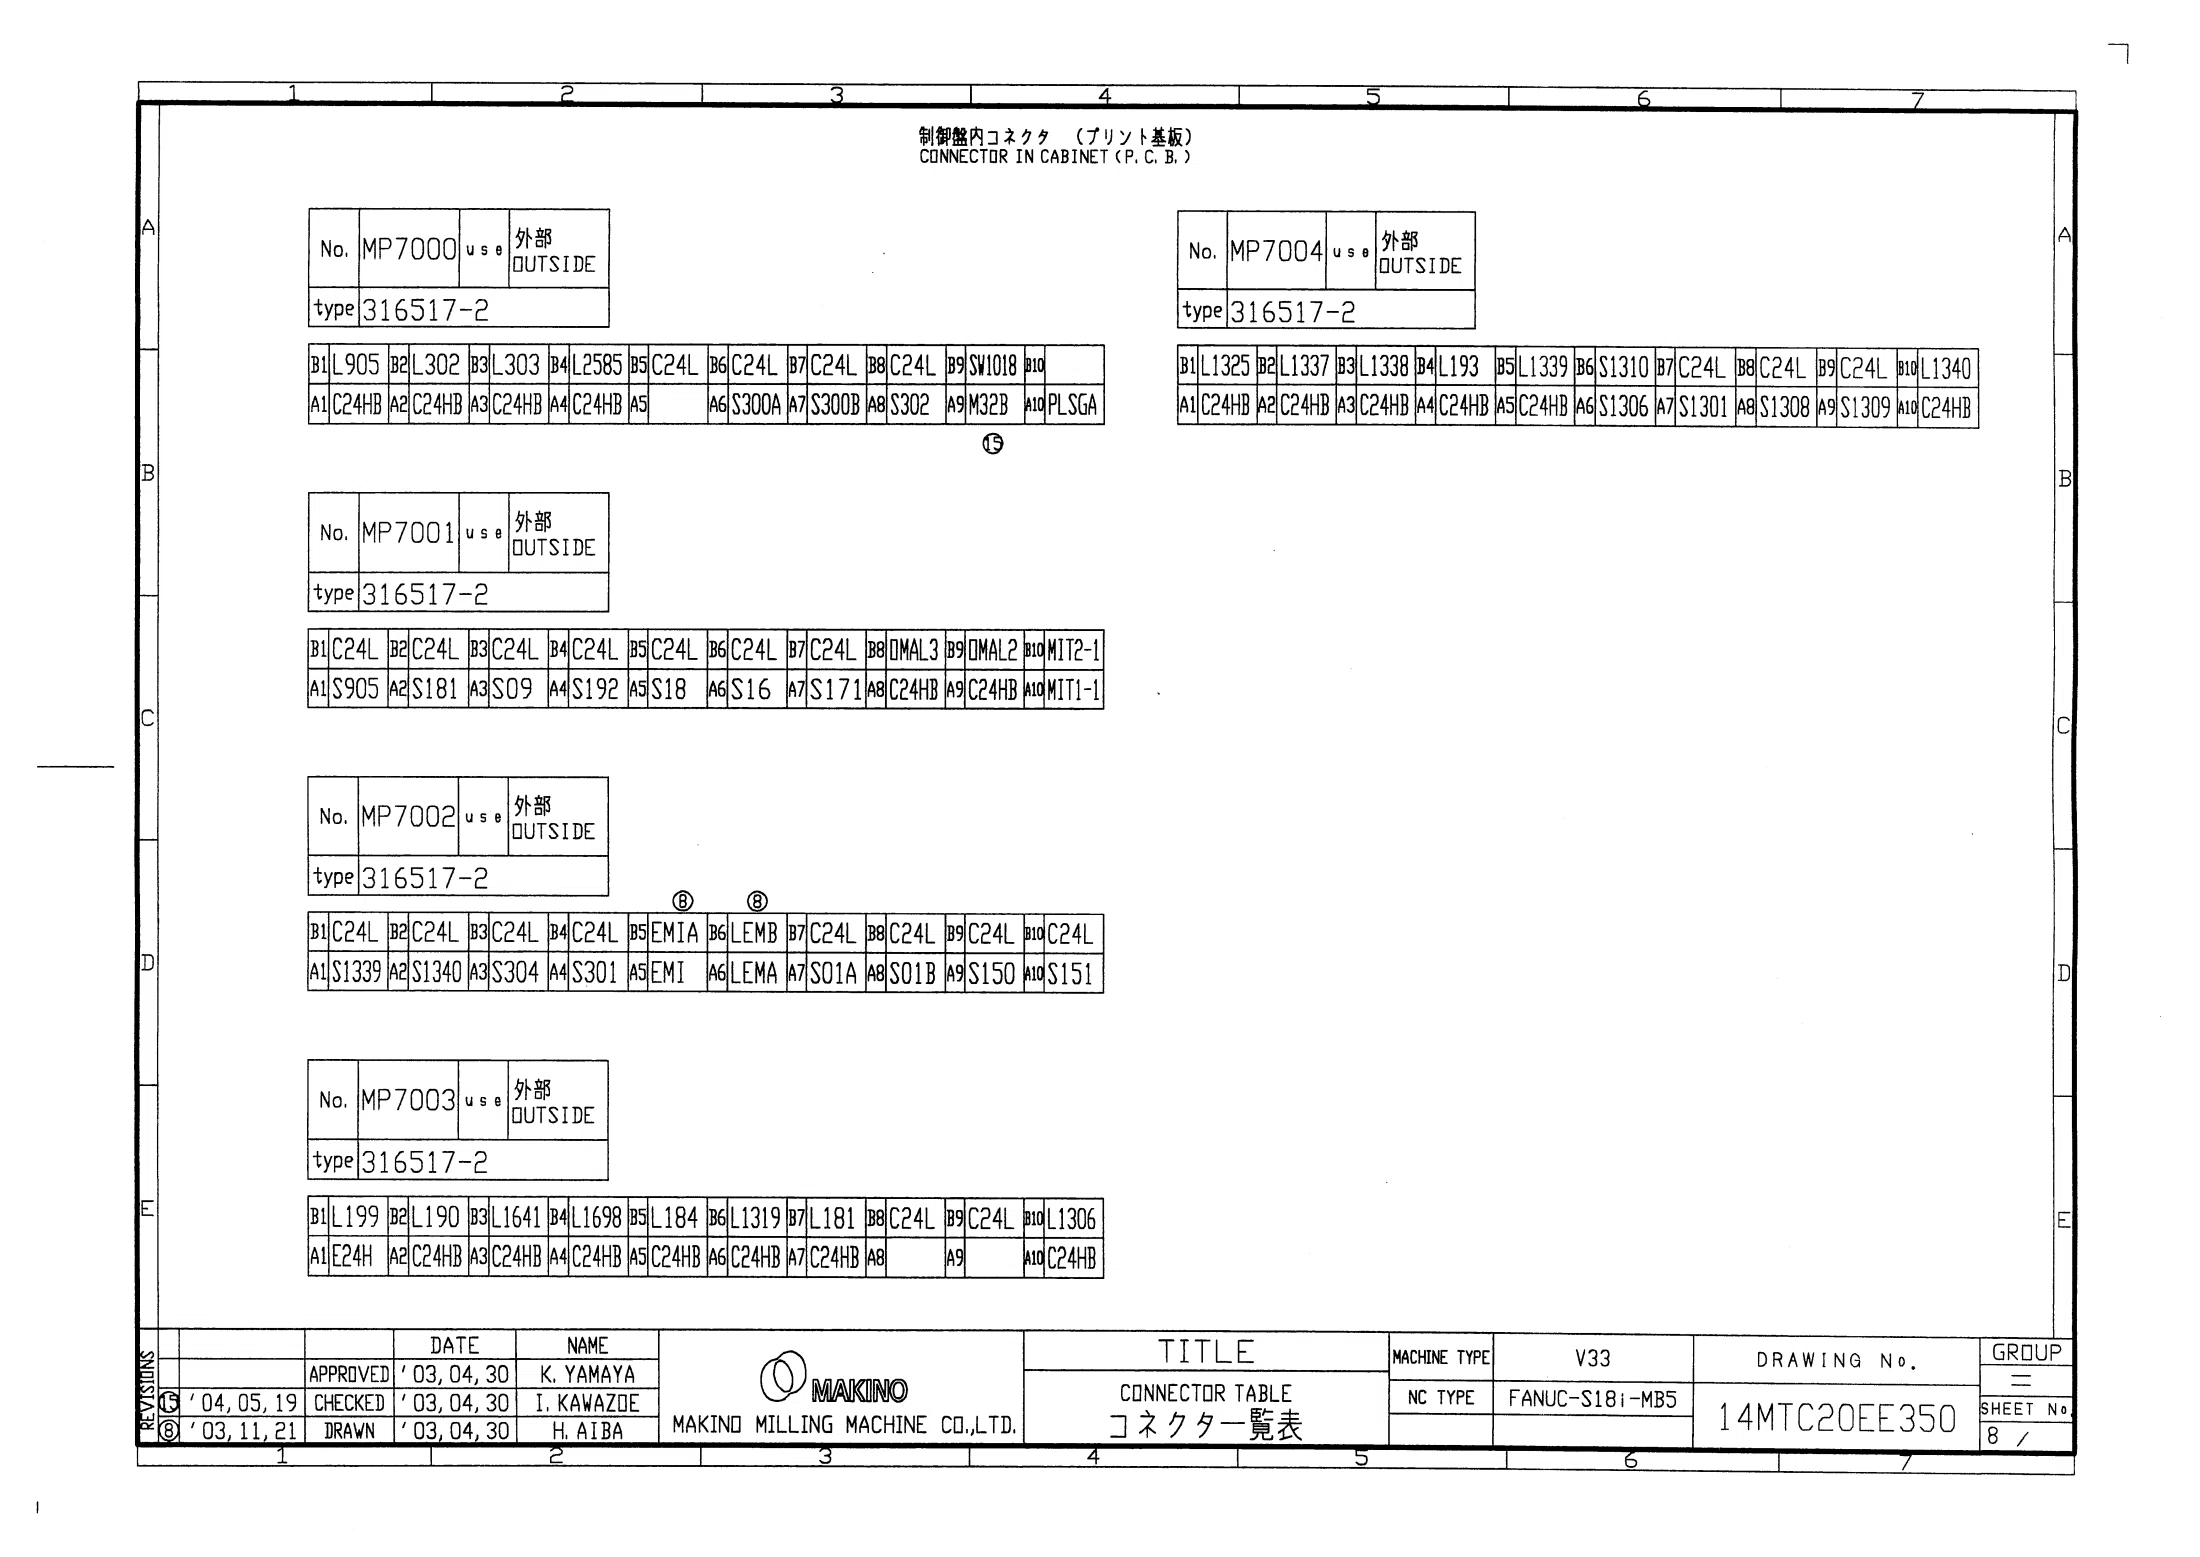 1 2 3 4 5 6 7
制御盤内コネクタ （プリント基板）
CONNECTOR IN CABINET (P. C. B. )
A A
No. MP7000 use 外部
OUTSIDE
type 316517-2
B1 L905 B2 L302 B3 L303 B4 L2585 B5 C24L B6 C24L B7 C24L B8 C24L B9 SW1018 B10
A1 C24HB A2 C24HB A3 C24HB A4 C24HB A5 A6 S300A A7 S300B A8 S302 A9 M32B A10 PLSGA
⑮
No. MP7004 use 外部
OUTSIDE
type 316517-2
B1 L1325 B2 L1337 B3 L1338 B4 L193 B5 L1339 B6 S1310 B7 C24L B8 C24L B9 C24L B10 L1340
A1 C24HB A2 C24HB A3 C24HB A4 C24HB A5 C24HB A6 S1306 A7 S1301 A8 S1308 A9 S1309 A10 C24HB
B B
No. MP7001 use 外部
OUTSIDE
type 316517-2
B1 C24L B2 C24L B3 C24L B4 C24L B5 C24L B6 C24L B7 C24L B8 OMAL3 B9 OMAL2 B10 MIT2-1
A1 S905 A2 S181 A3 S09 A4 S192 A5 S18 A6 S16 A7 S171 A8 C24HB A9 C24HB A10 MIT1-1
C C
No. MP7002 use 外部
OUTSIDE
type 316517-2
⑧ ⑧
B1 C24L B2 C24L B3 C24L B4 C24L B5 EMIA B6 LEMB B7 C24L B8 C24L B9 C24L B10 C24L
A1 S1339 A2 S1340 A3 S304 A4 S301 A5 EMI A6 LEMA A7 S01A A8 S01B A9 S150 A10 S151
D D
No. MP7003 use 外部
OUTSIDE
type 316517-2
B1 L199 B2 L190 B3 L1641 B4 L1698 B5 L184 B6 L1319 B7 L181 B8 C24L B9 C24L B10 L1306
A1 E24H A2 C24HB A3 C24HB A4 C24HB A5 C24HB A6 C24HB A7 C24HB A8 A9 A10 C24HB
E E
REVISIONS
DATE NAME
APPROVED '03,04,30 K. YAMAYA
⑮ '04,05,19 CHECKED '03,04,30 I. KAWAZOE
⑧ '03,11,21 DRAWN '03,04,30 H. AIBA
MAKINO
MAKINO MILLING MACHINE CO.,LTD.
TITLE
CONNECTOR TABLE
コネクタ一覧表
MACHINE TYPE V33
NC TYPE FANUC-S18i-MB5
DRAWING No.
14MTC20EE350
GROUP
=
SHEET No.
8 /
1 2 3 4 5 6 7